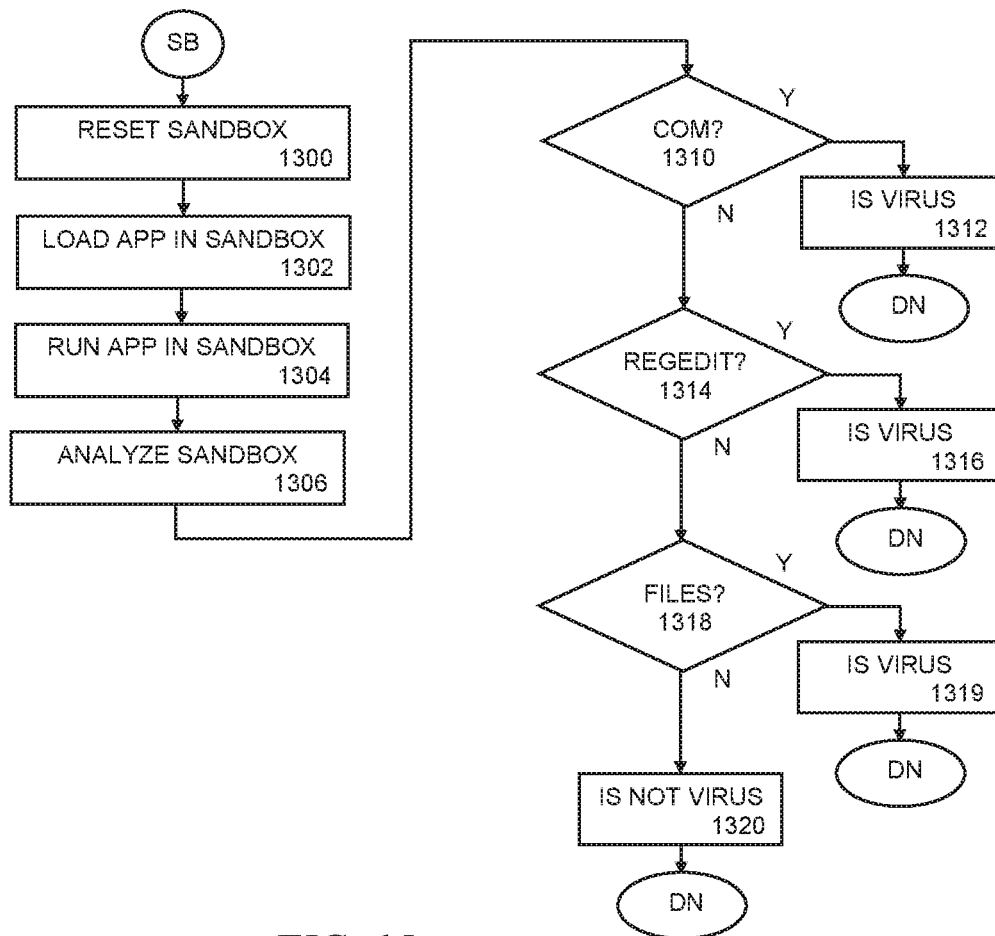 SB
RESET SANDBOX
1300
LOAD APP IN SANDBOX
1302
RUN APP IN SANDBOX
1304
ANALYZE SANDBOX
1306
COM?
1310
Y
N
IS VIRUS
1312
DN
REGEDIT?
1314
Y
N
IS VIRUS
1316
DN
FILES?
1318
Y
N
IS VIRUS
1319
DN
IS NOT VIRUS
1320
DN